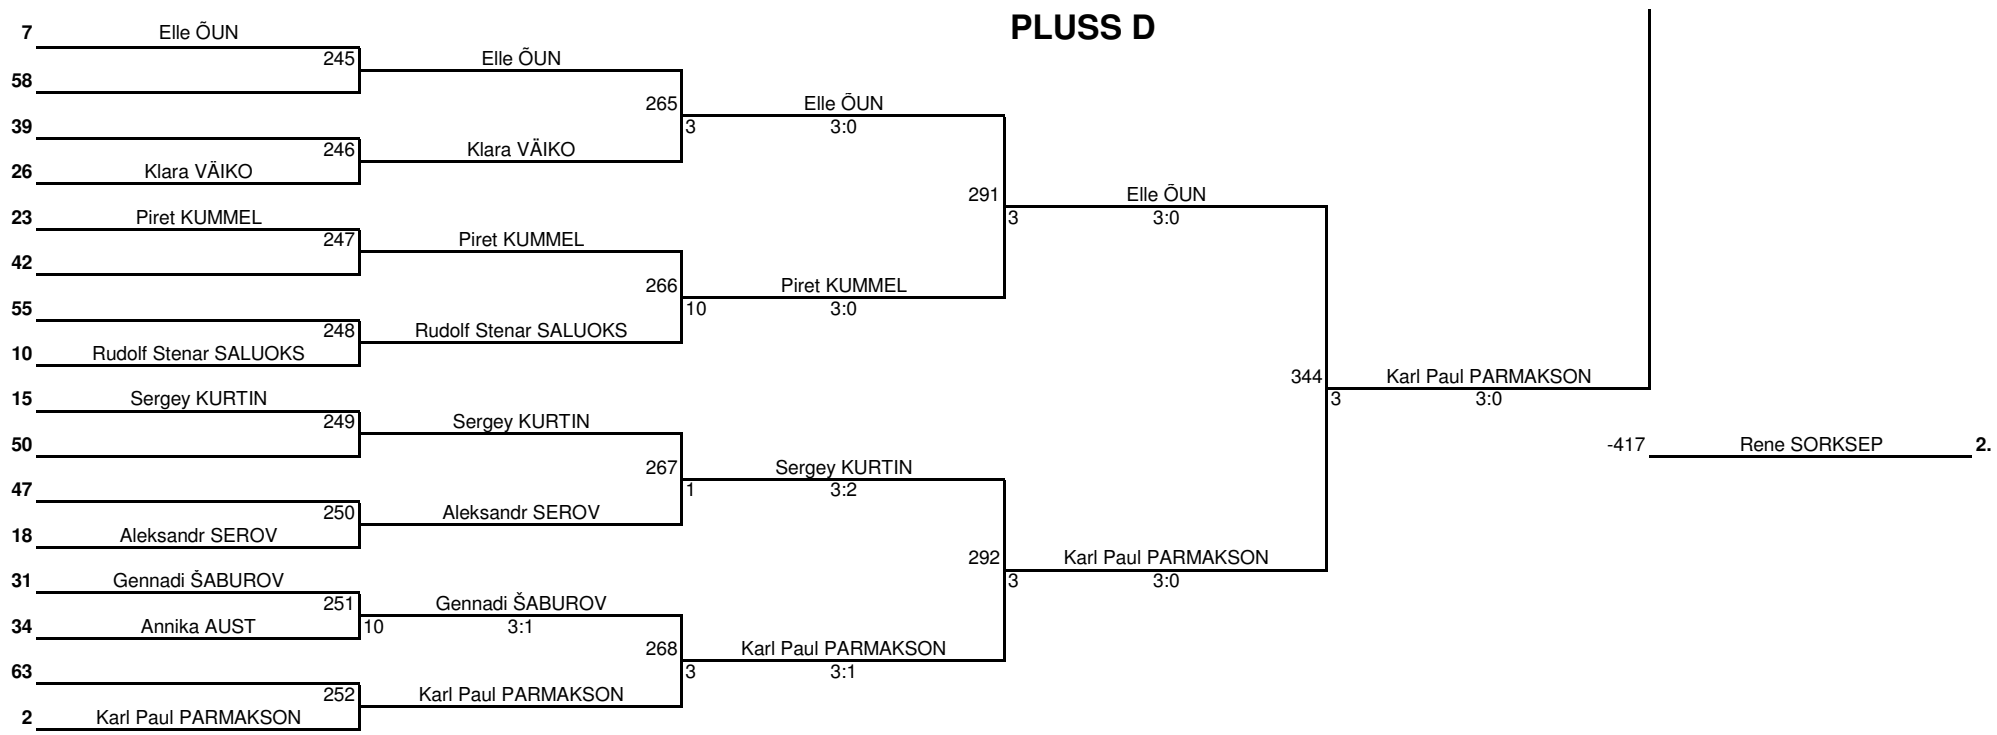 PLUSS D
7 Elle ÕUN
245 Elle ÕUN
58
265 Elle ÕUN
3 3:0
39
246 Klara VÄIKO
26 Klara VÄIKO
291 Elle ÕUN
3 3:0
23 Piret KUMMEL
247 Piret KUMMEL
42
266 Piret KUMMEL
10 3:0
55
248 Rudolf Stenar SALUOKS
10 Rudolf Stenar SALUOKS
344 Karl Paul PARMAKSON
3 3:0
15 Sergey KURTIN
249 Sergey KURTIN
50
-417 Rene SORKSEP 2.
267 Sergey KURTIN
1 3:2
47
250 Aleksandr SEROV
18 Aleksandr SEROV
292 Karl Paul PARMAKSON
3 3:0
31 Gennadi ŠABUROV
251 Gennadi ŠABUROV
34 Annika AUST
10 3:1
268 Karl Paul PARMAKSON
3 3:1
63
252 Karl Paul PARMAKSON
2 Karl Paul PARMAKSON